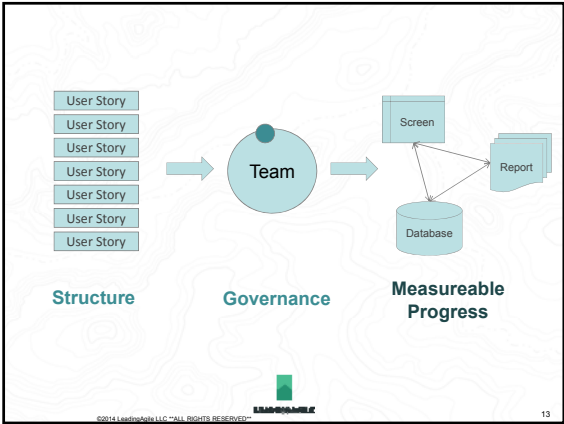 User Story
User Story
User Story
User Story
User Story
User Story
User Story
Team
Screen
Report
Database
Structure
Governance
Measureable
Progress
©2014 LeadingAgile LLC **ALL RIGHTS RESERVED**
13